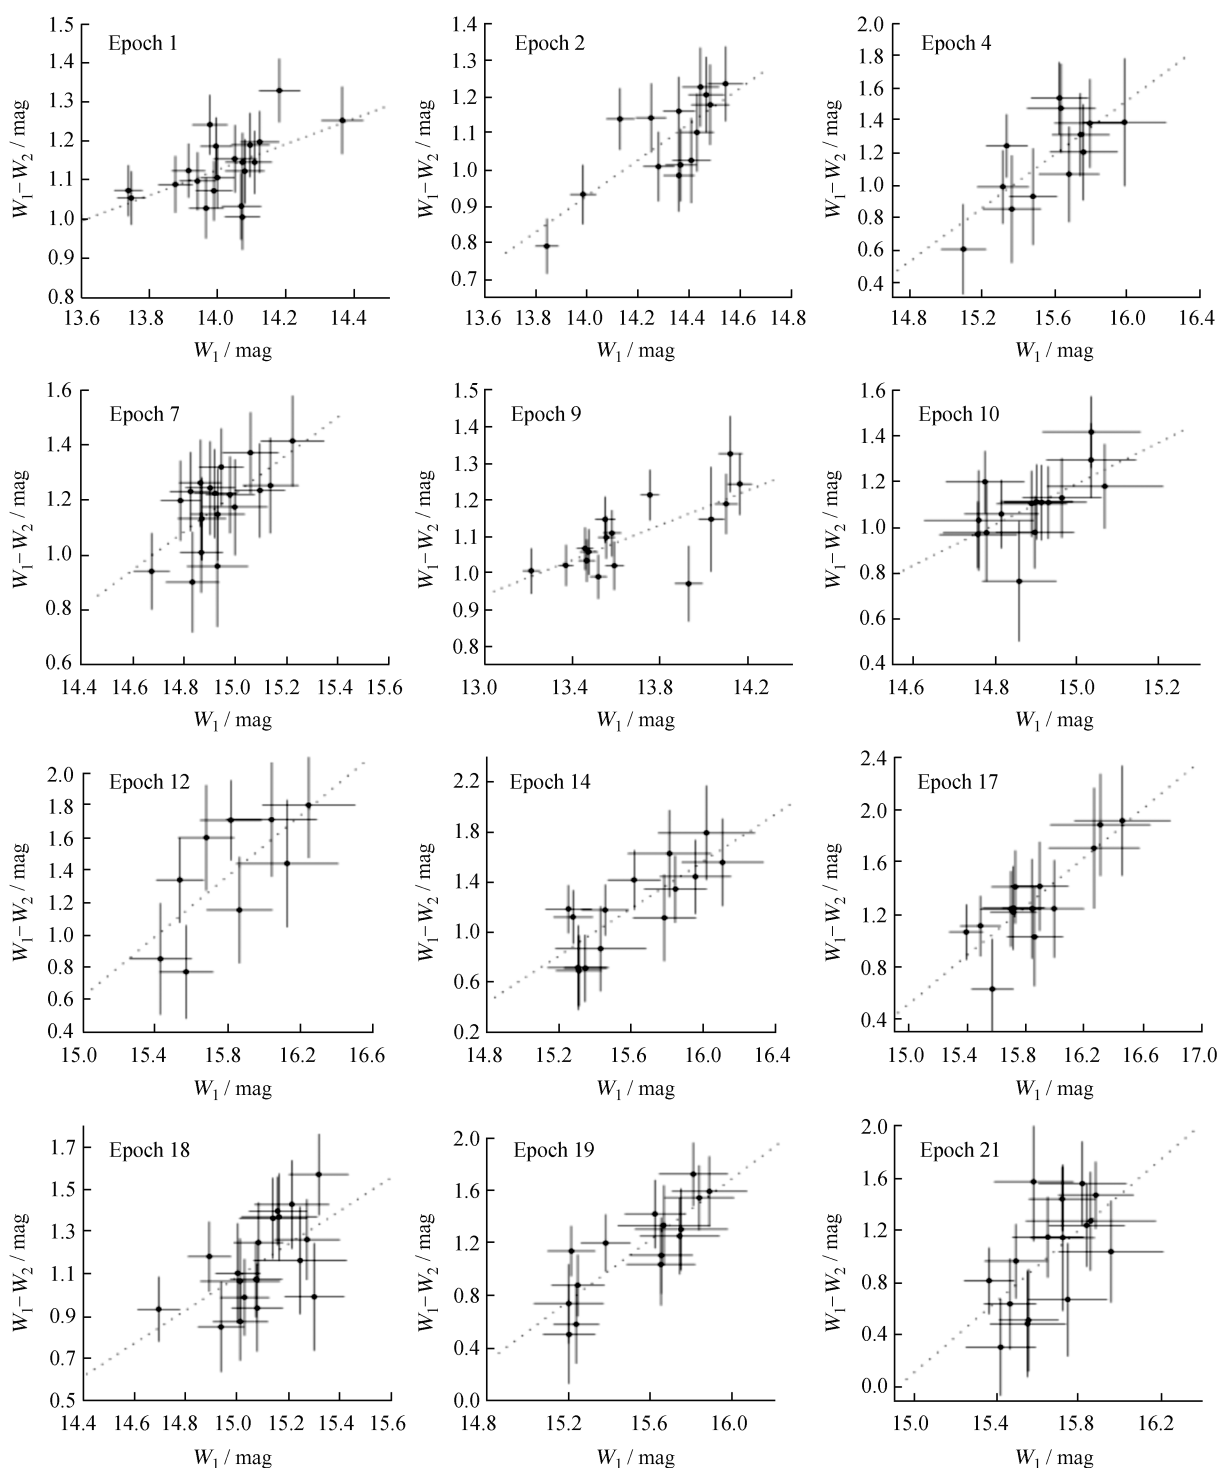 Epoch 1
W1–W2 / mag
1.5
1.4
1.3
1.2
1.1
1.0
0.9
0.8
13.6 13.8 14.0 14.2 14.4
W1 / mag
Epoch 2
W1–W2 / mag
1.4
1.3
1.2
1.1
1.0
0.9
0.8
0.7
13.6 13.8 14.0 14.2 14.4 14.6 14.8
W1 / mag
Epoch 4
W1–W2 / mag
2.0
1.8
1.6
1.4
1.2
1.0
0.8
0.6
0.4
14.8 15.2 15.6 16.0 16.4
W1 / mag
Epoch 7
W1–W2 / mag
1.6
1.4
1.2
1.0
0.8
0.6
14.4 14.6 14.8 15.0 15.2 15.4 15.6
W1 / mag
Epoch 9
W1–W2 / mag
1.5
1.4
1.3
1.2
1.1
1.0
0.9
0.8
13.0 13.4 13.8 14.2
W1 / mag
Epoch 10
W1–W2 / mag
1.6
1.4
1.2
1.0
0.8
0.6
0.4
14.6 14.8 15.0 15.2
W1 / mag
Epoch 12
W1–W2 / mag
2.0
1.8
1.6
1.4
1.2
1.0
0.8
0.6
0.4
15.0 15.4 15.8 16.2 16.6
W1 / mag
Epoch 14
W1–W2 / mag
2.2
1.8
1.4
1.0
0.6
0.2
14.8 15.2 15.6 16.0 16.4
W1 / mag
Epoch 17
W1–W2 / mag
2.4
2.0
1.6
1.2
0.8
0.4
15.0 15.4 15.8 16.2 16.6 17.0
W1 / mag
Epoch 18
W1–W2 / mag
1.7
1.5
1.3
1.1
0.9
0.7
0.5
14.4 14.6 14.8 15.0 15.2 15.4 15.6
W1 / mag
Epoch 19
W1–W2 / mag
2.0
1.6
1.2
0.8
0.4
0.0
14.8 15.2 15.6 16.0
W1 / mag
Epoch 21
W1–W2 / mag
2.0
1.6
1.2
0.8
0.4
0.0
15.0 15.4 15.8 16.2
W1 / mag